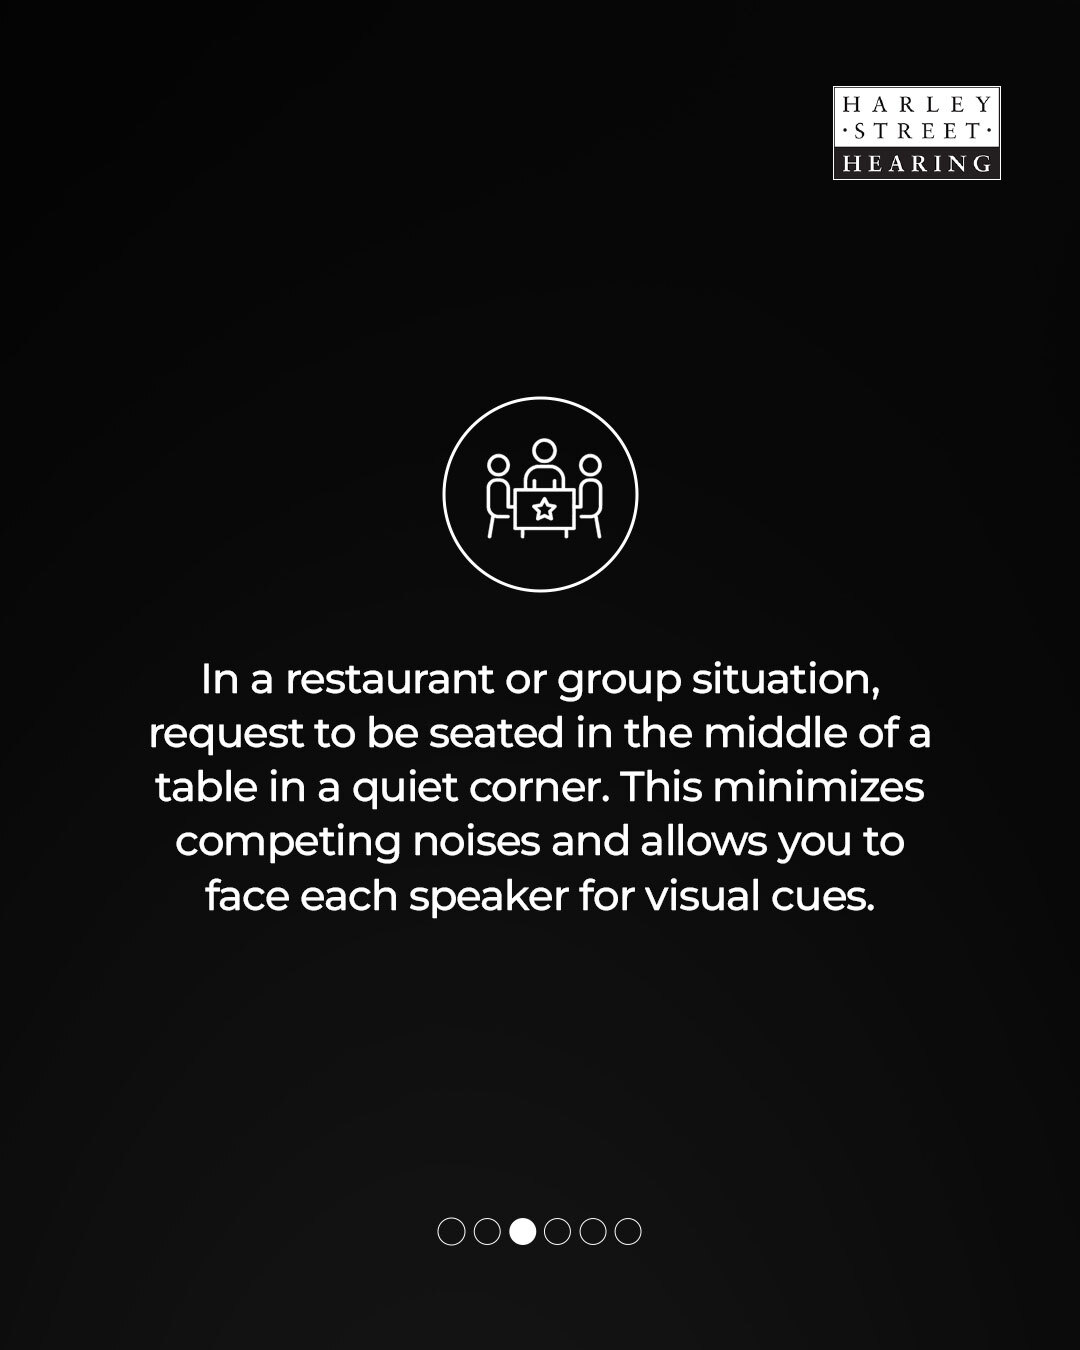 HARLEY
·STREET·
HEARING
In a restaurant or group situation,
request to be seated in the middle of a
table in a quiet corner. This minimizes
competing noises and allows you to
face each speaker for visual cues.